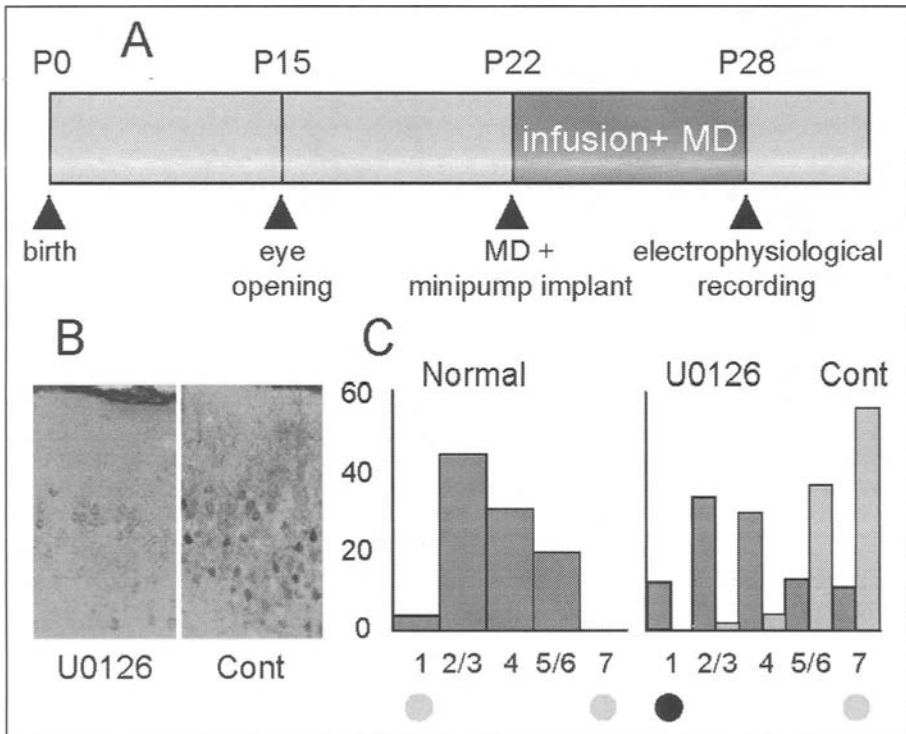 A
P0 P15 P22 P28
infusion+ MD
birth eye MD + electrophysiological
opening minipump implant recording
B
U0126 Cont
C
Normal U0126 Cont
60
40
20
0
1 2/3 4 5/6 7 1 2/3 4 5/6 7